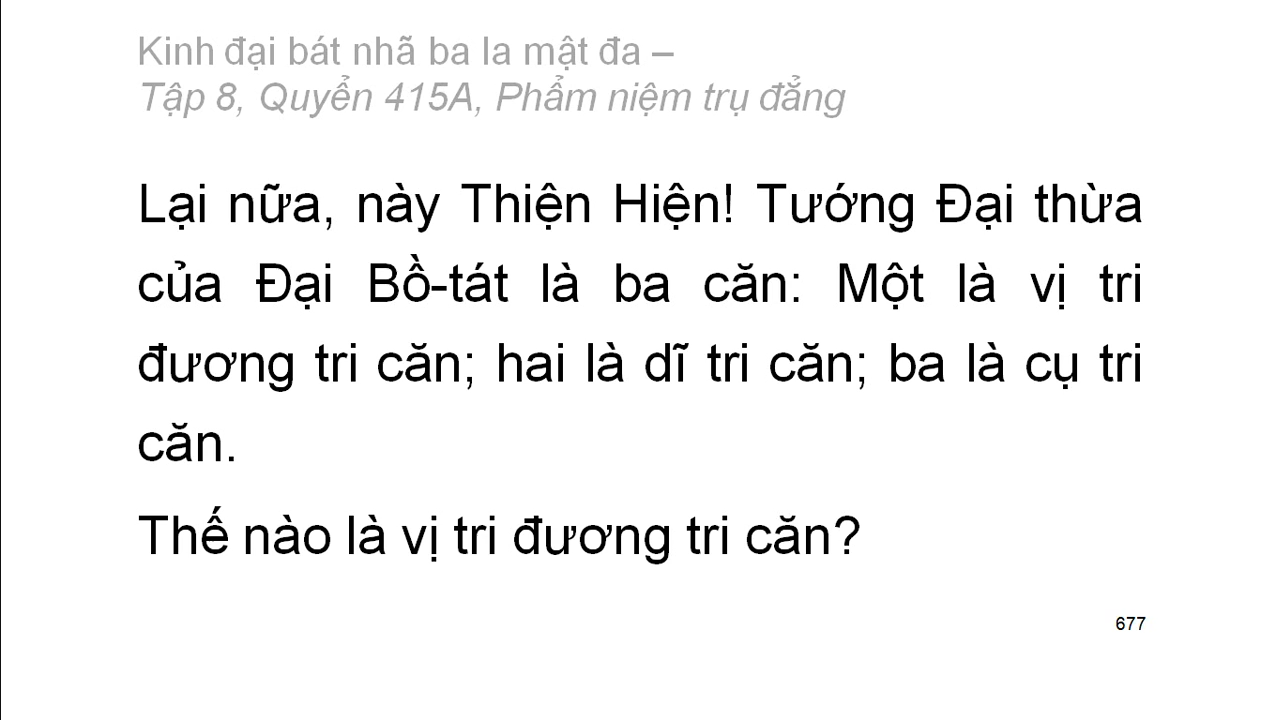 Kinh đại bát nhã ba la mật đa –
Tập 8, Quyển 415A, Phẩm niệm trụ đẳng
Lại nữa, này Thiện Hiện! Tướng Đại thừa
của Đại Bồ-tát là ba căn: Một là vị tri
đương tri căn; hai là dĩ tri căn; ba là cụ tri
căn.
Thế nào là vị tri đương tri căn?
677